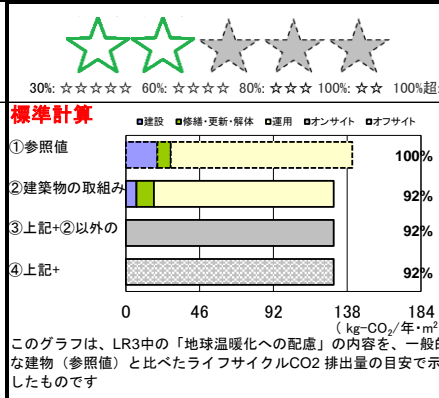 30%: ☆☆☆☆☆ 60%: ☆☆☆☆ 80%: ☆☆☆ 100%: ☆☆ 100%超:
標準計算
■建設 ■修繕・更新・解体 □運用 □オンサイト □オフサイト
①参照値 100%
②建築物の取組み 92%
③上記+②以外の 92%
④上記+ 92%
0 46 92 138 184
( kg-CO2/年・m²
このグラフは、LR3中の「地球温暖化への配慮」の内容を、一般的
な建物（参照値）と比べたライフサイクルCO2 排出量の目安で示
したものです